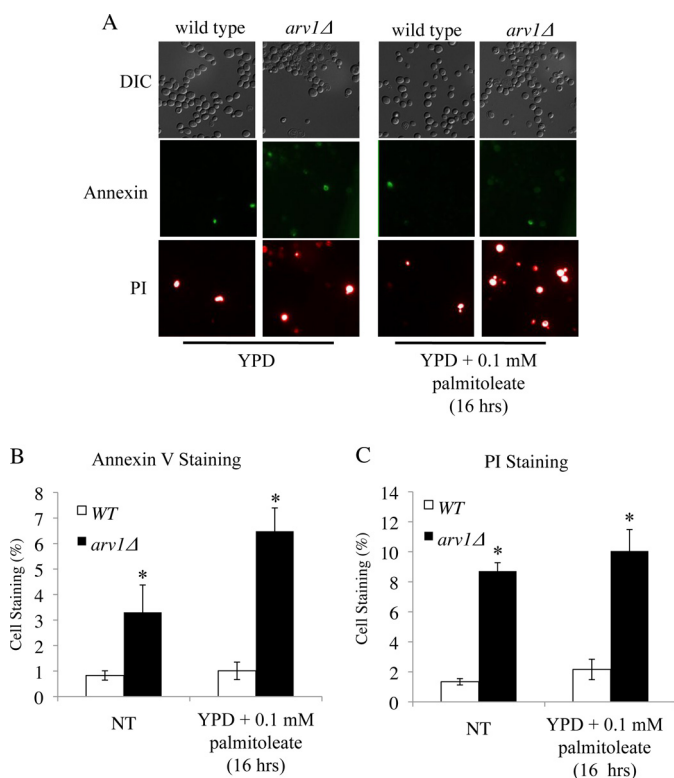 A
wild type arv1Δ wild type arv1Δ
DIC
Annexin
PI
YPD
YPD + 0.1 mM
palmitoleate
(16 hrs)
B
Annexin V Staining
Cell Staining (%)
8
7
6
5
4
3
2
1
0
WT
arv1Δ
*
*
NT
YPD + 0.1 mM
palmitoleate
(16 hrs)
C
PI Staining
Cell Staining (%)
14
12
10
8
6
4
2
0
WT
arv1Δ
*
*
NT
YPD + 0.1 mM
palmitoleate
(16 hrs)